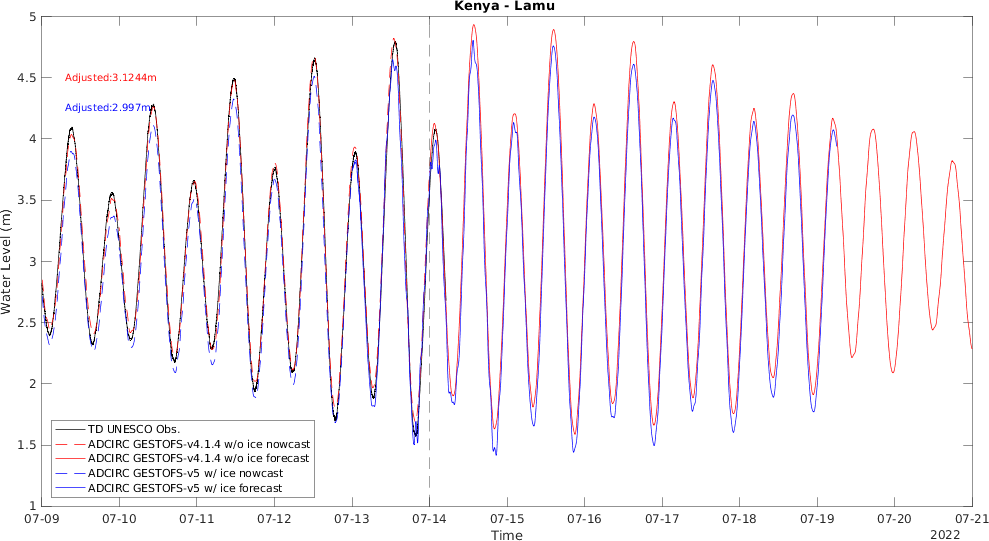 Kenya - Lamu
5
4.5
4
3.5
3
2.5
2
1.5
1
Water Level (m)
Adjusted:3.1244m
Adjusted:2.997m
TD UNESCO Obs.
ADCIRC GESTOFS-v4.1.4 w/o ice nowcast
ADCIRC GESTOFS-v4.1.4 w/o ice forecast
ADCIRC GESTOFS-v5 w/ ice nowcast
ADCIRC GESTOFS-v5 w/ ice forecast
07-09 07-10 07-11 07-12 07-13 07-14 07-15 07-16 07-17 07-18 07-19 07-20 07-21
Time
2022